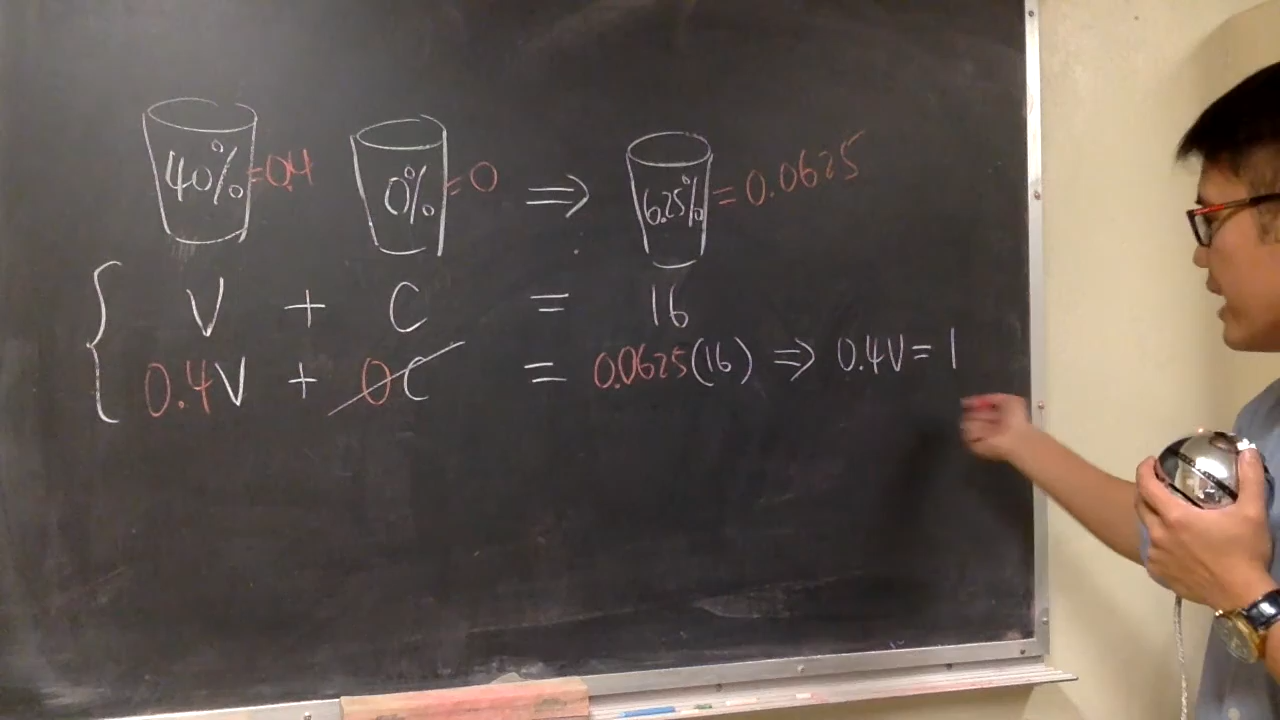 40% = 0.4 0% = 0 ⇒ 6.25% = 0.0625
V + C = 16
0.4V + 0C = 0.0625(16) ⇒ 0.4V = 1